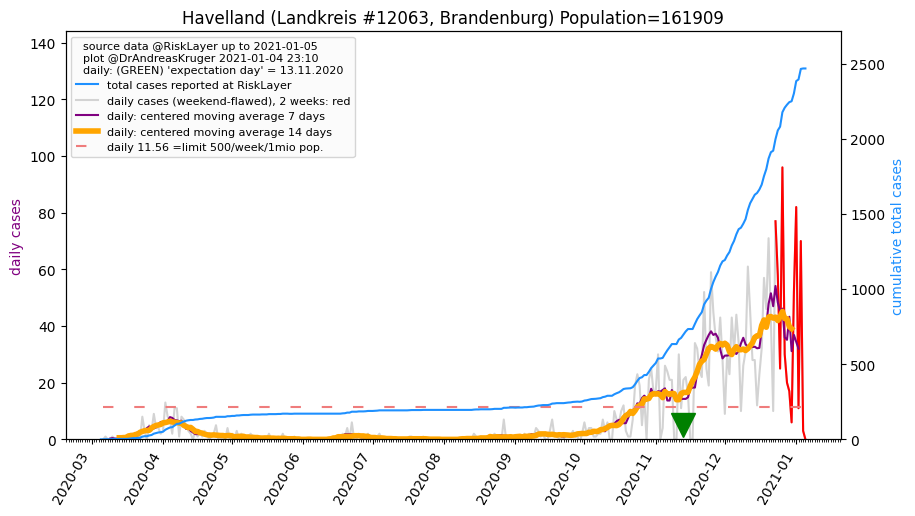 Havelland (Landkreis #12063, Brandenburg) Population=161909
source data @RiskLayer up to 2021-01-05
plot @DrAndreasKruger 2021-01-04 23:10
daily: (GREEN) 'expectation day' = 13.11.2020
total cases reported at RiskLayer
daily cases (weekend-flawed), 2 weeks: red
daily: centered moving average 7 days
daily: centered moving average 14 days
daily 11.56 =limit 500/week/1mio pop.
daily cases
140
120
100
80
60
40
20
0
cumulative total cases
2500
2000
1500
1000
500
0
2020-03
2020-04
2020-05
2020-06
2020-07
2020-08
2020-09
2020-10
2020-11
2020-12
2021-01